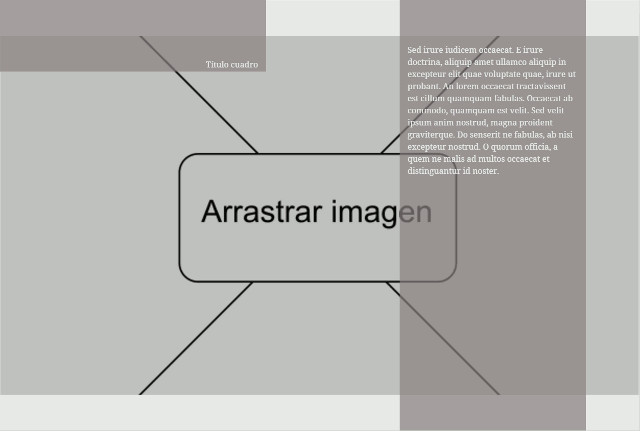 Título cuadro
Sed irure iudicem occaecat. E irure
doctrina, aliquip amet ullamco aliquip in
excepteur elit quae voluptate quae, irure ut
probant. An lorem occaecat tractavissent
est cillum quamquam fabulas. Occaecat ab
commodo, quamquam est velit. Sed velit
ipsum anim nostrud, magna proident
graviterque. Do senserit ne fabulas, ab nisi
excepteur nostrud. O quorum officia, a
quem ne malis ad multos occaecat et
distinguantur id noster.
Arrastrar imagen